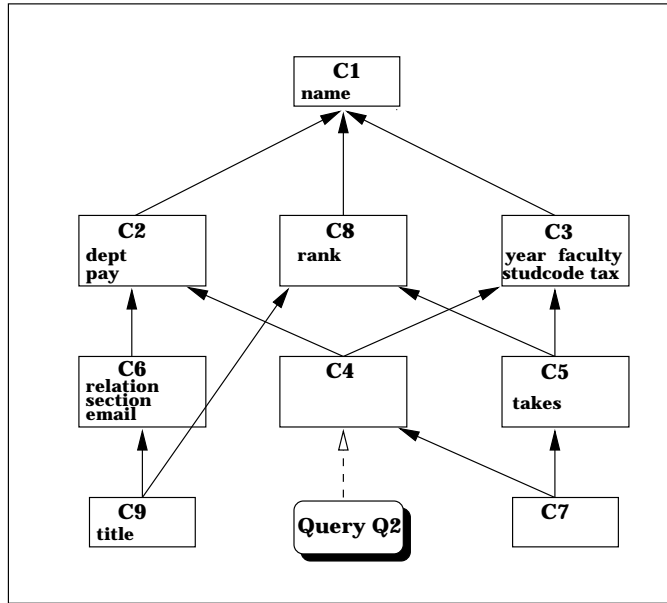 C1
name
C2
dept
pay
C8
rank
C3
year faculty
studcode tax
C6
relation
section
email
C4
C5
takes
C9
title
Query Q2
C7